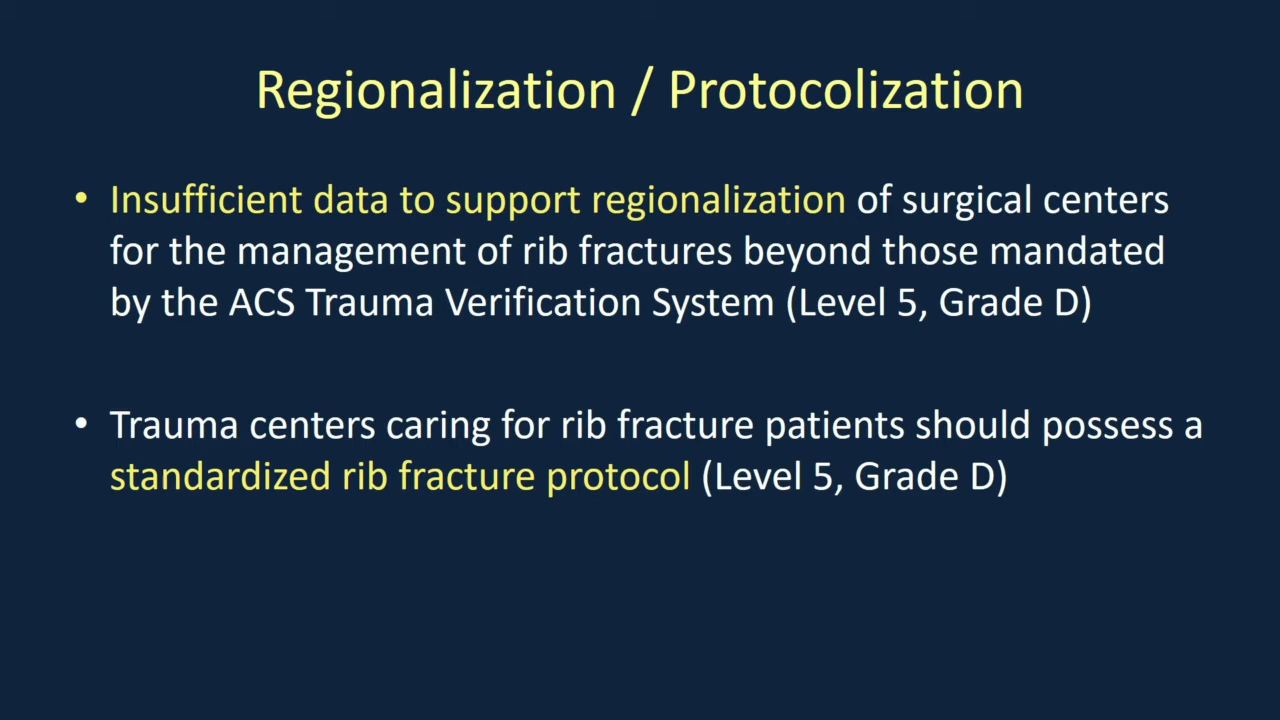 Regionalization / Protocolization
• Insufficient data to support regionalization of surgical centers
for the management of rib fractures beyond those mandated
by the ACS Trauma Verification System (Level 5, Grade D)
• Trauma centers caring for rib fracture patients should possess a
standardized rib fracture protocol (Level 5, Grade D)